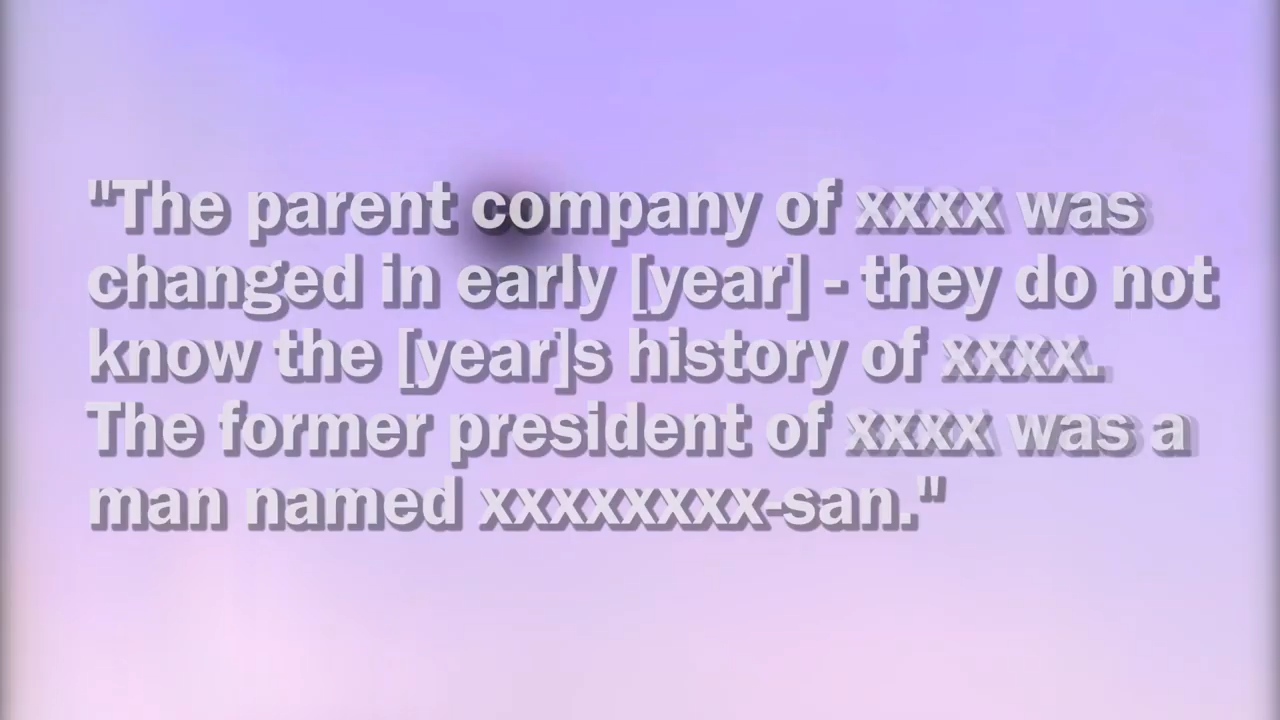 "The parent company of xxxx was
changed in early [year] - they do not
know the [year]s history of xxxx.
The former president of xxxx was a
man named xxxxxxxx-san."